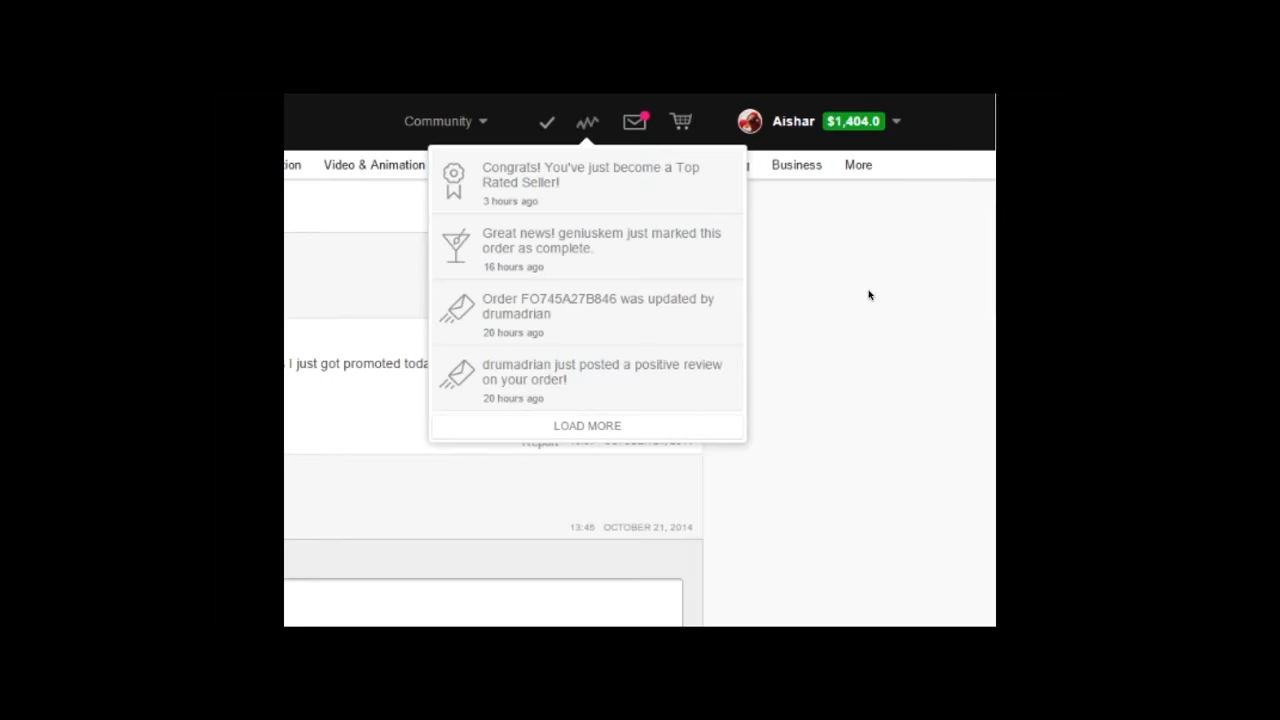 Community
Aishar $1,404.0
Video & Animation
Business
More
Congrats! You've just become a Top
Rated Seller!
3 hours ago
Great news! geniuskem just marked this
order as complete.
16 hours ago
Order FO745A27B846 was updated by
drumadrian
20 hours ago
I just got promoted toda
drumadrian just posted a positive review
on your order!
20 hours ago
LOAD MORE
13:45 OCTOBER 21, 2014